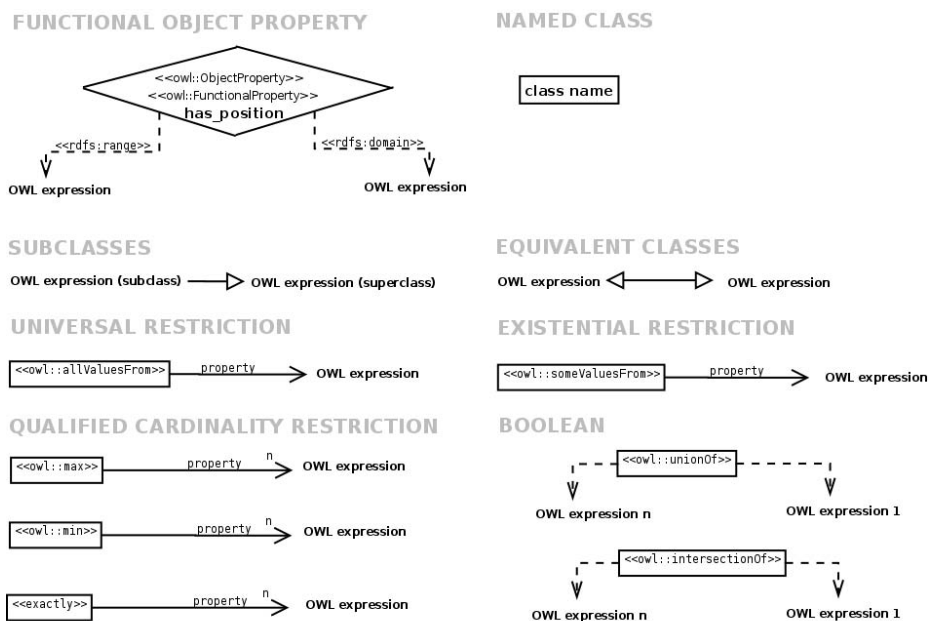 FUNCTIONAL OBJECT PROPERTY
<<owl::ObjectProperty>>
<<owl::FunctionalProperty>>
has_position
<<rdfs:range>>
<<rdfs:domain>>
OWL expression
OWL expression
NAMED CLASS
class name
SUBCLASSES
OWL expression (subclass)
OWL expression (superclass)
EQUIVALENT CLASSES
OWL expression
OWL expression
UNIVERSAL RESTRICTION
<<owl::allValuesFrom>>
property
OWL expression
EXISTENTIAL RESTRICTION
<<owl::someValuesFrom>>
property
OWL expression
QUALIFIED CARDINALITY RESTRICTION
<<owl::max>>
property
n
OWL expression
<<owl::min>>
property
n
OWL expression
<<exactly>>
property
n
OWL expression
BOOLEAN
<<owl::unionOf>>
OWL expression n
OWL expression 1
<<owl::intersectionOf>>
OWL expression n
OWL expression 1